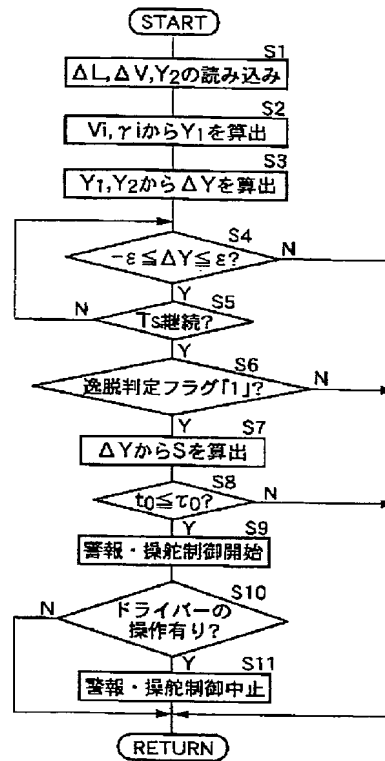 START
S1
ΔL,ΔV,Y₂の読み込み
S2
Vi,γiからY₁を算出
S3
Y₁,Y₂からΔYを算出
S4
-ε≦ΔY≦ε?
N
Y
S5
Ts継続?
N
Y
S6
逸脱判定フラグ「1」?
N
Y
S7
ΔYからSを算出
S8
t₀≦τ₀?
N
Y
S9
警報・操舵制御開始
S10
ドライバーの
操作有り?
N
Y
S11
警報・操舵制御中止
RETURN